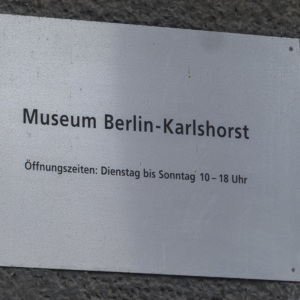 Museum Berlin-Karlshorst
Öffnungszeiten: Dienstag bis Sonntag 10 – 18 Uhr